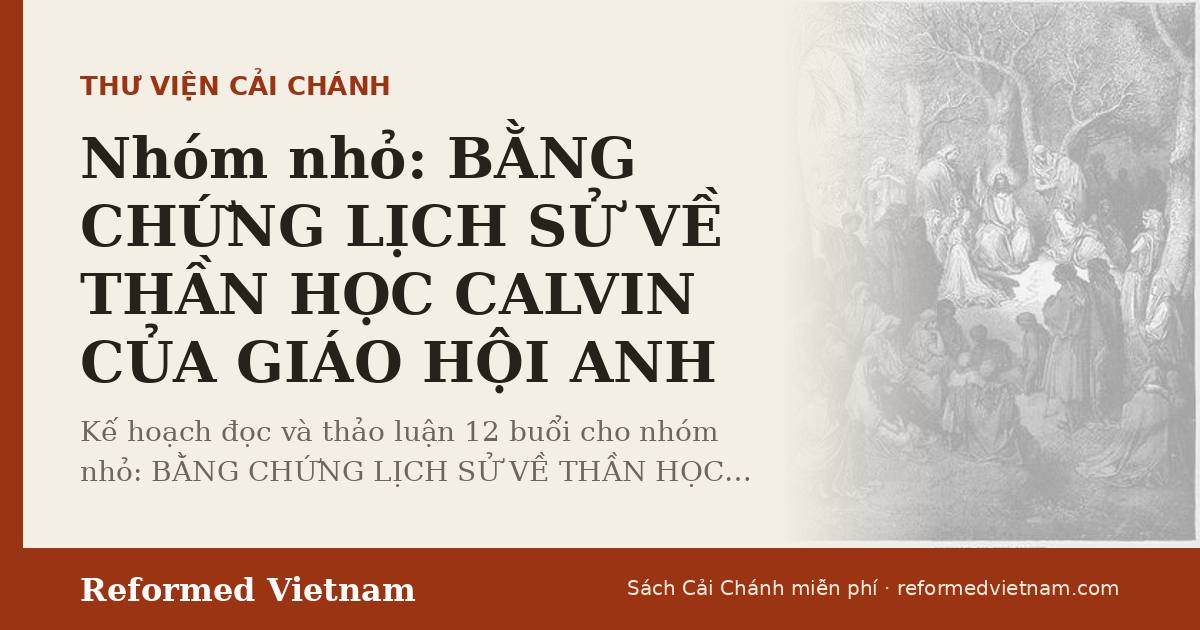 THƯ VIỆN CẢI CHÁNH
Nhóm nhỏ: BẰNG
CHỨNG LỊCH SỬ VỀ
THẦN HỌC CALVIN
CỦA GIÁO HỘI ANH
Kế hoạch đọc và thảo luận 12 buổi cho nhóm
nhỏ: BẰNG CHỨNG LỊCH SỬ VỀ THẦN HỌC…
Reformed Vietnam
Sách Cải Chánh miễn phí · reformedvietnam.com